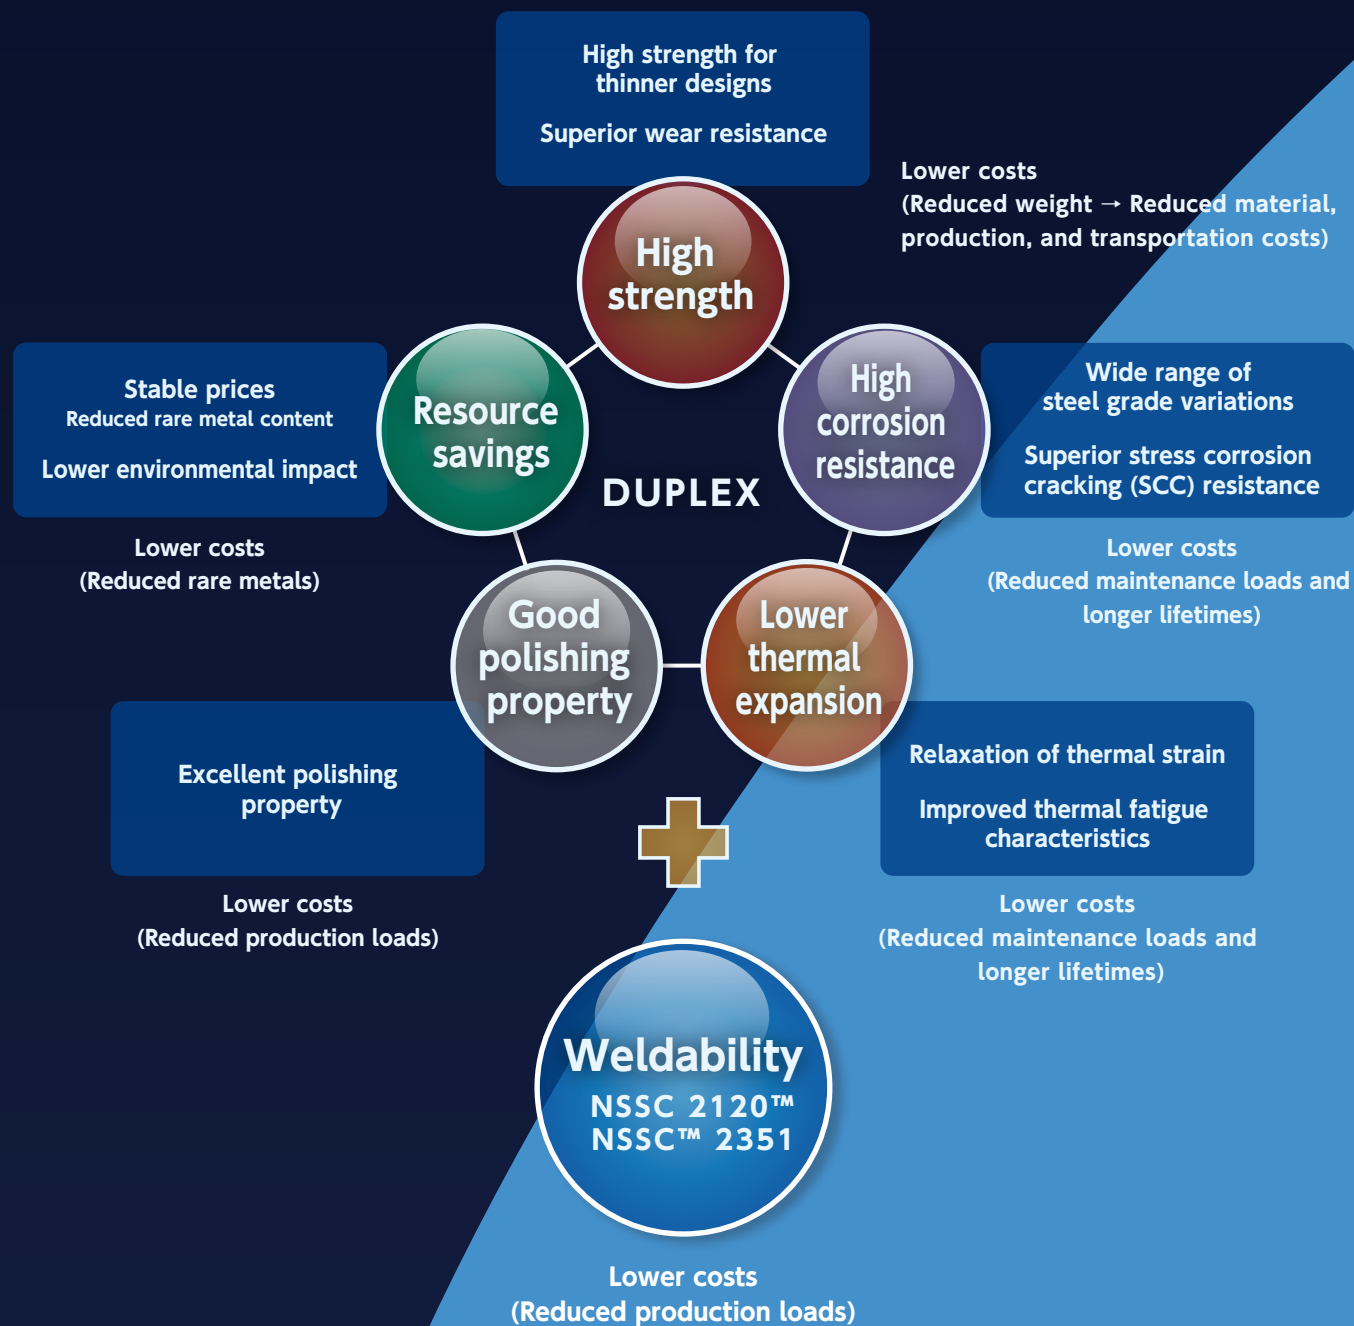 High strength for
thinner designs
Superior wear resistance
Lower costs
(Reduced weight → Reduced material,
production, and transportation costs)
High
strength
Stable prices
Reduced rare metal content
Lower environmental impact
Lower costs
(Reduced rare metals)
Resource
savings
DUPLEX
High
corrosion
resistance
Wide range of
steel grade variations
Superior stress corrosion
cracking (SCC) resistance
Lower costs
(Reduced maintenance loads and
longer lifetimes)
Good
polishing
property
Excellent polishing
property
Lower costs
(Reduced production loads)
Lower
thermal
expansion
Relaxation of thermal strain
Improved thermal fatigue
characteristics
Lower costs
(Reduced maintenance loads and
longer lifetimes)
Weldability
NSSC 2120™
NSSC™ 2351
Lower costs
(Reduced production loads)